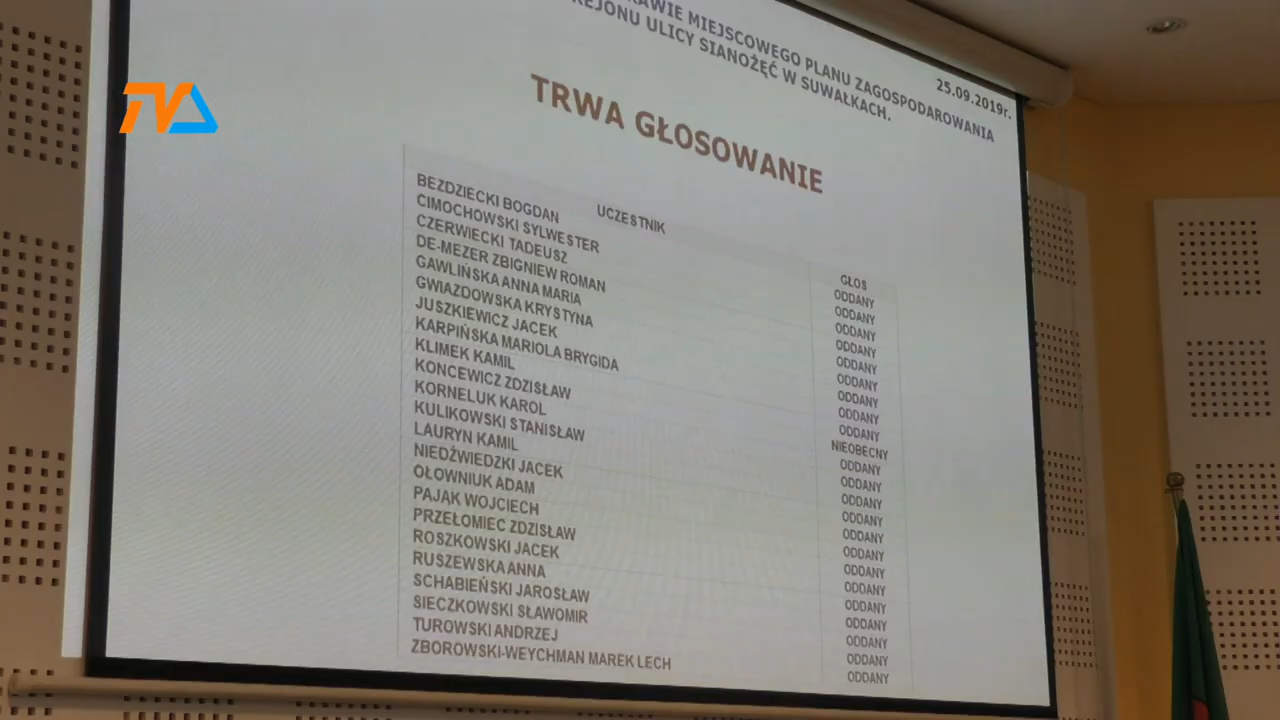 25.09.2019r.
MIEJSCOWEGO PLANU ZAGOSPODAROWANIA
REJONU ULICY SIANOŻĘĆ W SUWAŁKACH.
TVA
TRWA GŁOSOWANIE
UCZESTNIK GŁOS
BEZDZIECKI BOGDAN ODDANY
CIMOCHOWSKI SYLWESTER ODDANY
CZERWIECKI TADEUSZ ODDANY
DE-MEZER ZBIGNIEW ROMAN ODDANY
GAWLIŃSKA ANNA MARIA ODDANY
GWIAZDOWSKA KRYSTYNA ODDANY
JUSZKIEWICZ JACEK ODDANY
KARPIŃSKA MARIOLA BRYGIDA ODDANY
KLIMEK KAMIL ODDANY
KONCEWICZ ZDZISŁAW NIEOBECNY
KORNELUK KAROL ODDANY
KULIKOWSKI STANISŁAW ODDANY
LAURYN KAMIL ODDANY
NIEDŹWIEDZKI JACEK ODDANY
OŁOWNIUK ADAM ODDANY
PAJĄK WOJCIECH ODDANY
PRZEŁOMIEC ZDZISŁAW ODDANY
ROSZKOWSKI JACEK ODDANY
RUSZEWSKA ANNA ODDANY
SCHABIEŃSKI JAROSŁAW ODDANY
SIECZKOWSKI SŁAWOMIR ODDANY
TUROWSKI ANDRZEJ ODDANY
ZBOROWSKI-WEYCHMAN MAREK LECH ODDANY